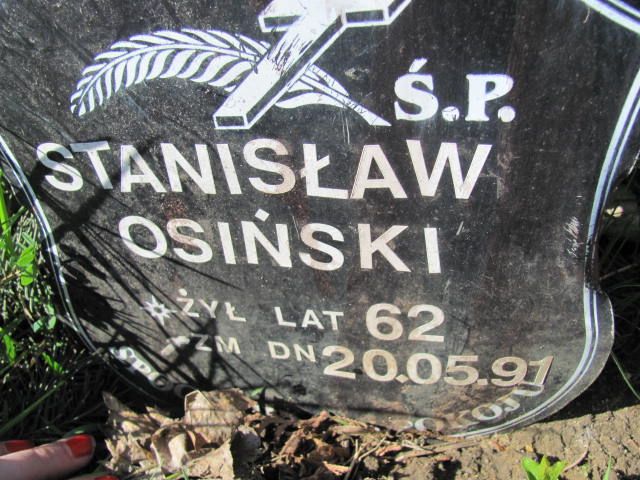 Ś.P.
STANISŁAW
OSIŃSKI
ŻYŁ LAT 62
ZM DN 20.05.91